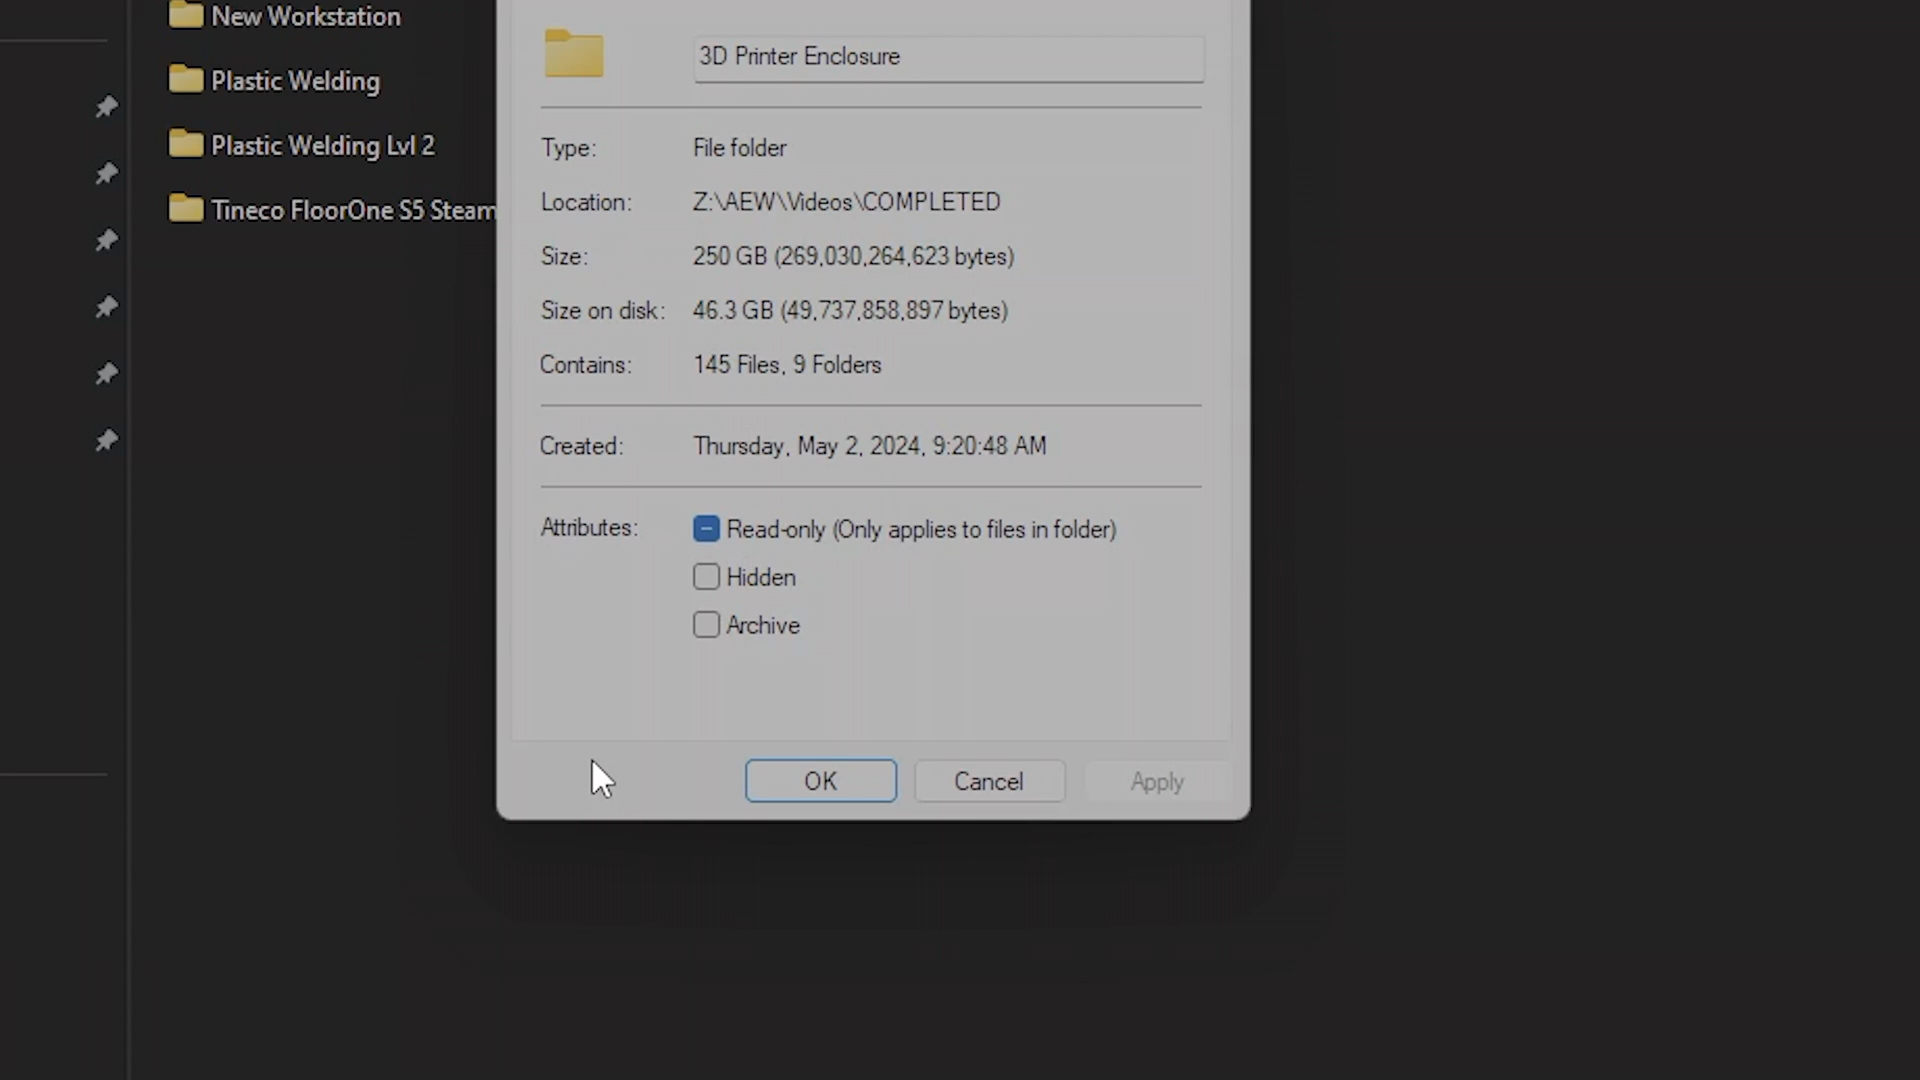 New Workstation
Plastic Welding
Plastic Welding Lvl 2
Tineco FloorOne S5 Steam
3D Printer Enclosure
Type: File folder
Location: Z:\AEW\Videos\COMPLETED
Size: 250 GB (269,030,264,623 bytes)
Size on disk: 46.3 GB (49,737,858,897 bytes)
Contains: 145 Files, 9 Folders
Created: Thursday, May 2, 2024, 9:20:48 AM
Attributes: Read-only (Only applies to files in folder)
Hidden
Archive
OK Cancel Apply